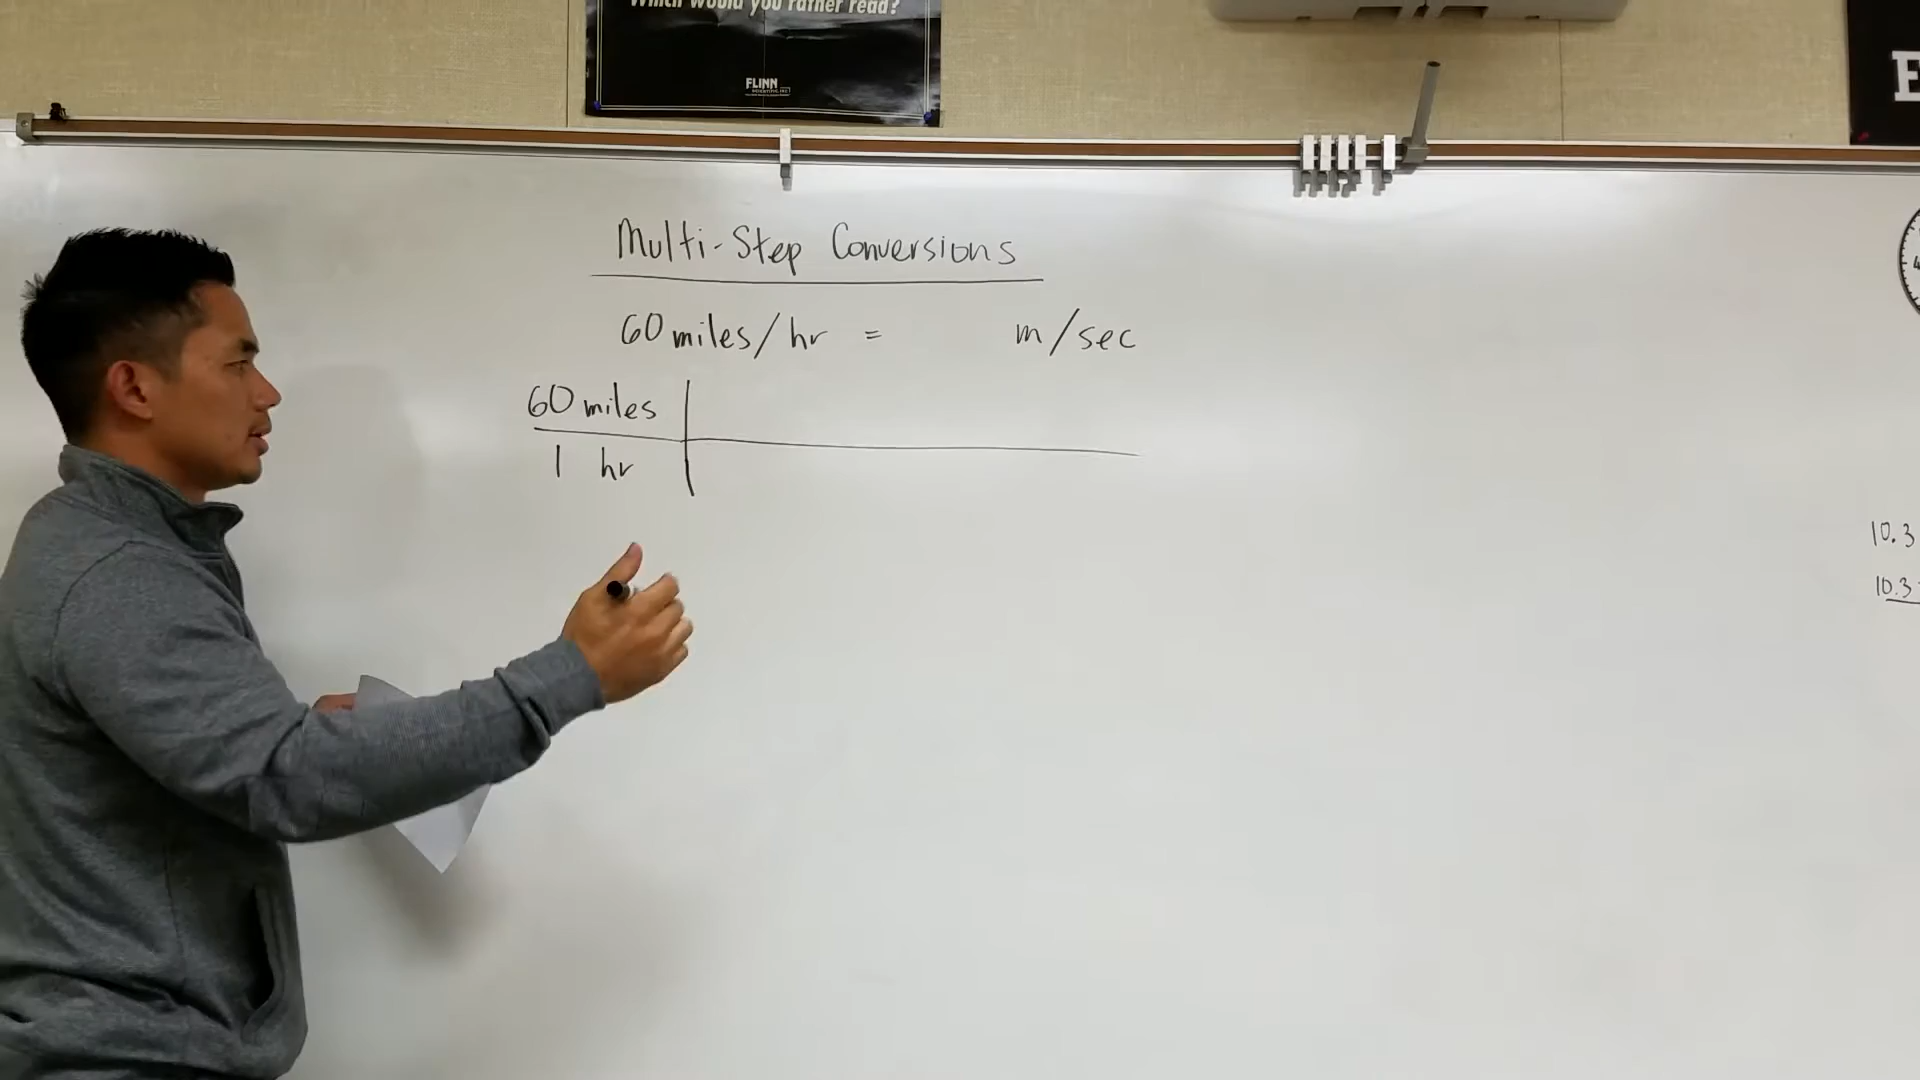 Which would you rather read?
FLINN
E
Multi-Step Conversions
60 miles/hr = m/sec
60 miles
1 hr
4
10.3
10.3